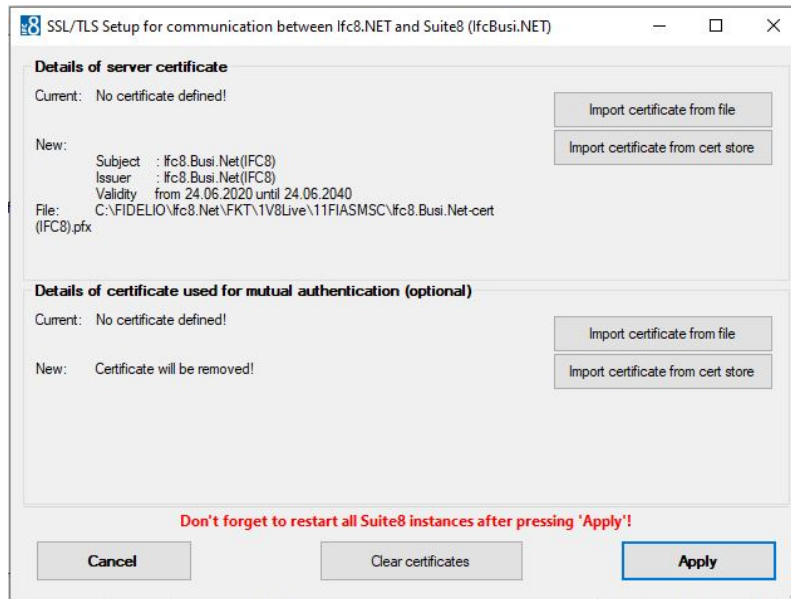 IFC 8 SSL/TLS Setup for communication between Ifc8.NET and Suite8 (IfcBusi.NET)
Details of server certificate
Current: No certificate defined!
Import certificate from file
Import certificate from cert store
New:
Subject : Ifc8.Busi.Net(IFC8)
Issuer : Ifc8.Busi.Net(IFC8)
Validity from 24.06.2020 until 24.06.2040
File: C:\FIDELIO\Ifc8.Net\FKT\1V8Live\11FIASMSC\Ifc8.Busi.Net-cert
(IFC8).pfx
Details of certificate used for mutual authentication (optional)
Current: No certificate defined!
Import certificate from file
New: Certificate will be removed!
Import certificate from cert store
Don't forget to restart all Suite8 instances after pressing 'Apply'!
Cancel
Clear certificates
Apply